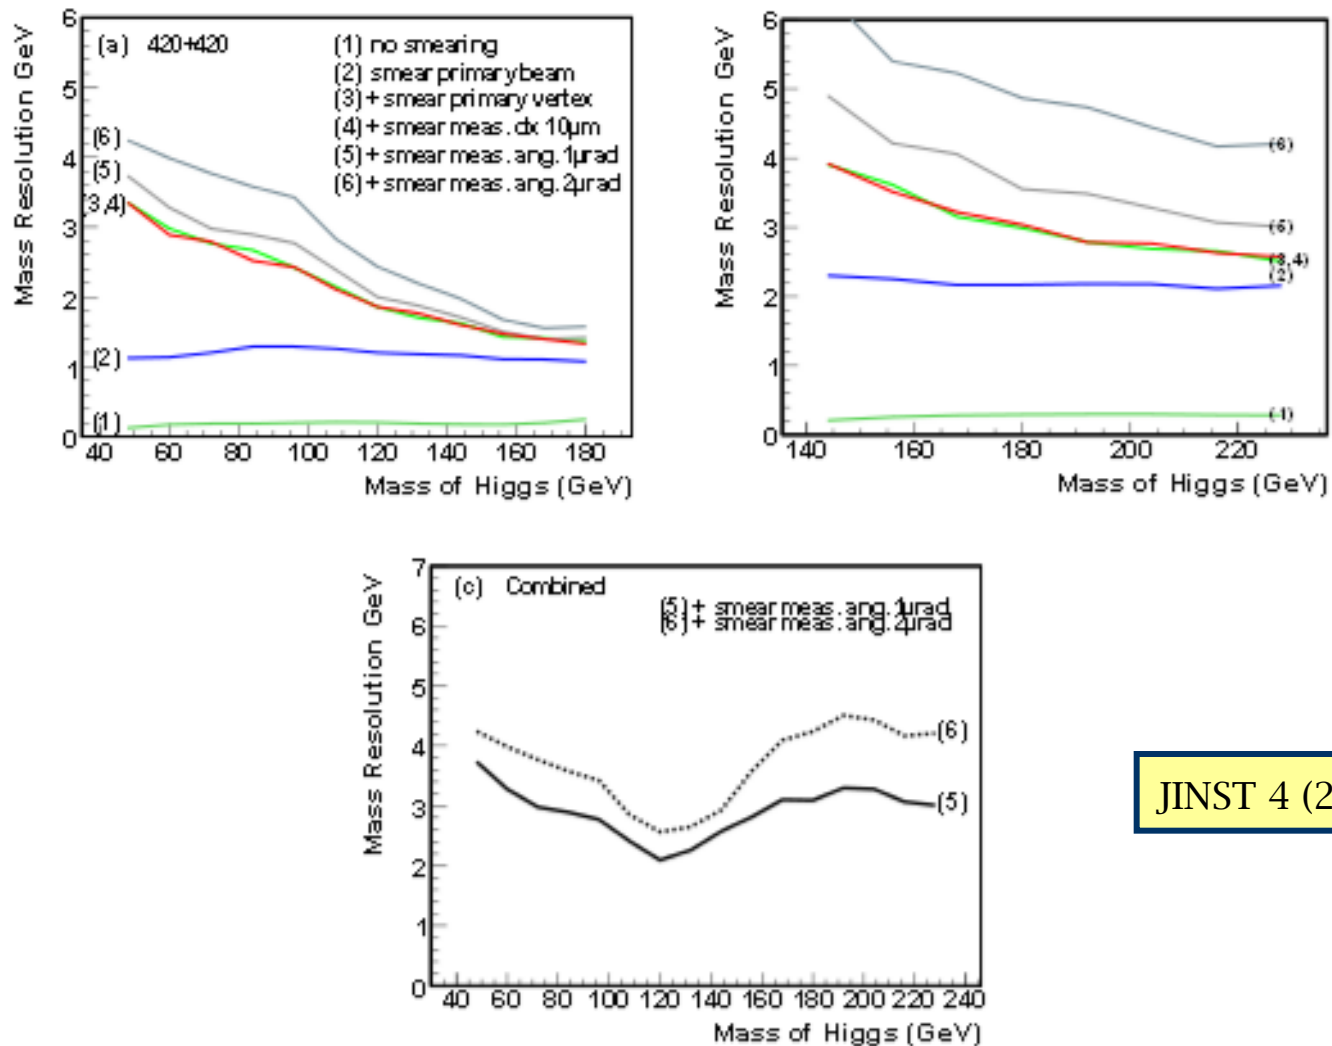 Mass Resolution GeV
(a) 420+420
(1) no smearing
(2) smear primary beam
(3) + smear primary vertex
(4) + smear meas. dx 10μm
(5) + smear meas. ang. 1μrad
(6) + smear meas. ang. 2μrad
6
5
4
3
2
1
0
(6)
(5)
(3,4)
(2)
(1)
40 60 80 100 120 140 160 180
Mass of Higgs (GeV)
Mass Resolution GeV
6
5
4
3
2
1
0
(6)
(3,4)
(2)
140 160 180 200 220
Mass of Higgs (GeV)
Mass Resolution GeV
(c) Combined
(5) + smear meas. ang. 1μrad
(6) + smear meas. ang. 2μrad
7
6
5
4
3
2
1
0
(6)
(5)
40 60 80 100 120 140 160 180 200 220 240
Mass of Higgs (GeV)
JINST 4 (2